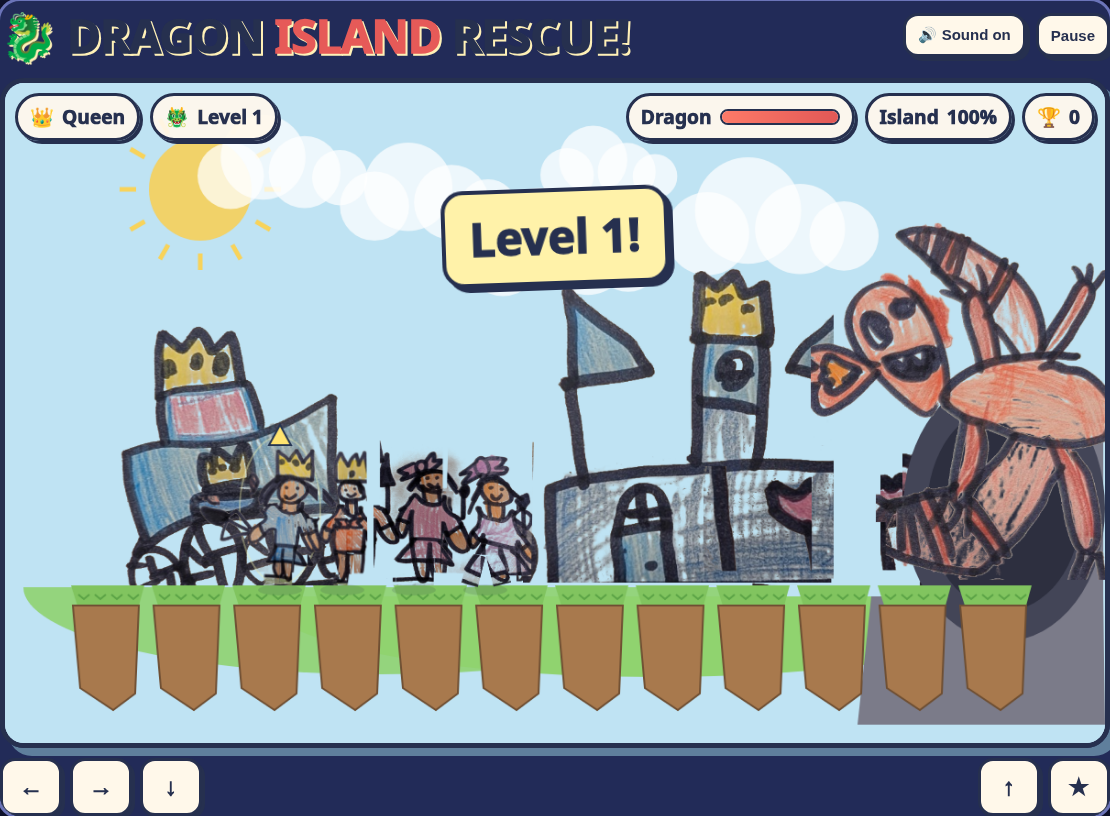 DRAGON ISLAND RESCUE!
Sound on
Pause
Queen
Level 1
Dragon
Island 100%
0
Level 1!
← → ↓ ↑ ★